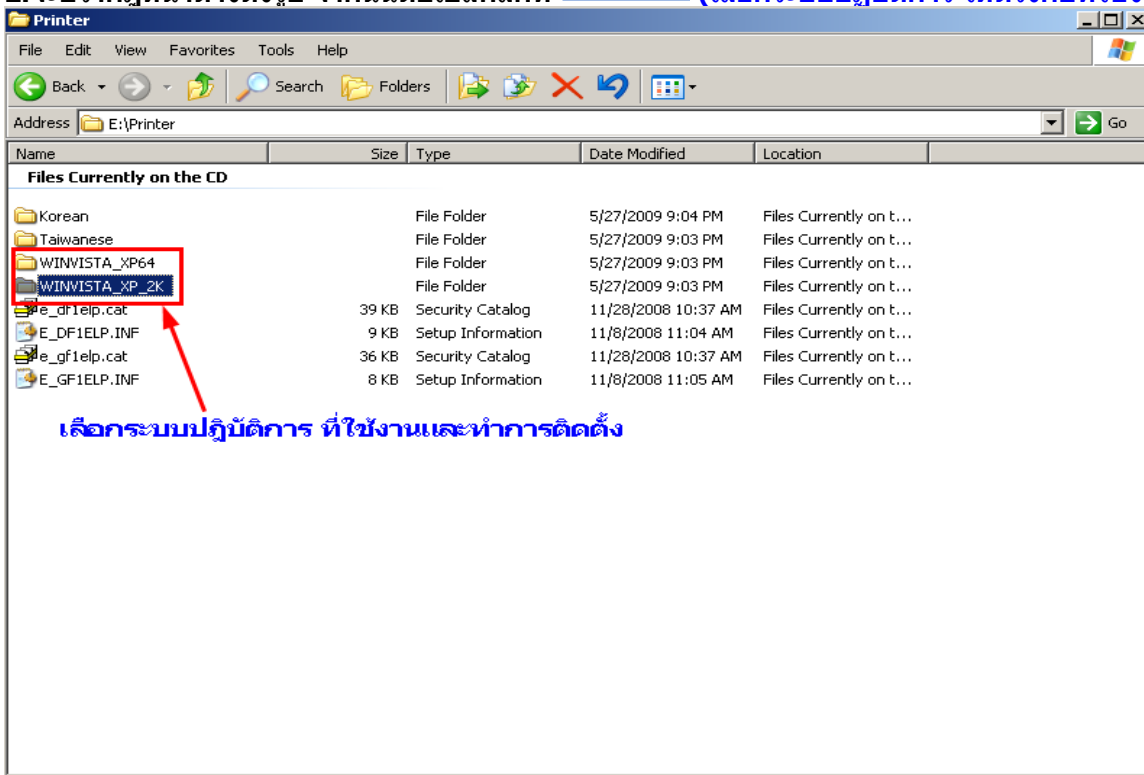 Printer
File Edit View Favorites Tools Help
Back Search Folders
Address E:\Printer Go
Name Size Type Date Modified Location
Files Currently on the CD
Korean File Folder 5/27/2009 9:04 PM Files Currently on t...
Taiwanese File Folder 5/27/2009 9:03 PM Files Currently on t...
WINVISTA_XP64 File Folder 5/27/2009 9:03 PM Files Currently on t...
WINVISTA_XP_2K File Folder 5/27/2009 9:03 PM Files Currently on t...
e_df1elp.cat 39 KB Security Catalog 11/28/2008 10:37 AM Files Currently on t...
E_DF1ELP.INF 9 KB Setup Information 11/8/2008 11:04 AM Files Currently on t...
e_gf1elp.cat 36 KB Security Catalog 11/28/2008 10:37 AM Files Currently on t...
E_GF1ELP.INF 8 KB Setup Information 11/8/2008 11:05 AM Files Currently on t...
เลือกระบบปฎิบัติการ ที่ใช้งานและทำการติดตั้ง